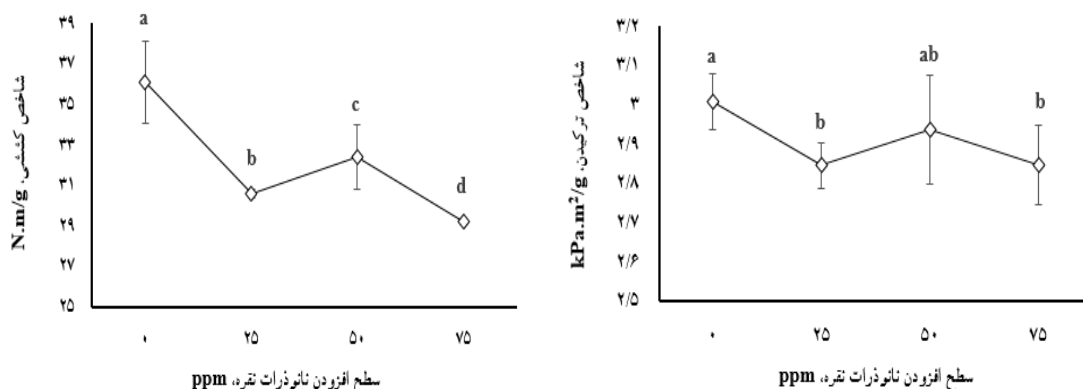 شاخص کششی، N.m/g
۳۹
۳۷
۳۵
۳۳
۳۱
۲۹
۲۷
۲۵
a
b
c
d
۰
۲۵
۵۰
۷۵
سطح افزودن نانوذرات نقره، ppm
شاخص ترکیدن، kPa.m²/g
۳/۲
۳/۱
۳
۲/۹
۲/۸
۲/۷
۲/۶
۲/۵
a
b
ab
b
۰
۲۵
۵۰
۷۵
سطح افزودن نانوذرات نقره، ppm